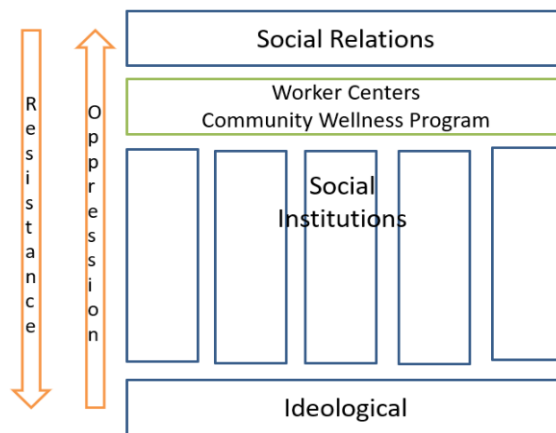 Resistance
Oppression
Social Relations
Worker Centers
Community Wellness Program
Social
Institutions
Ideological